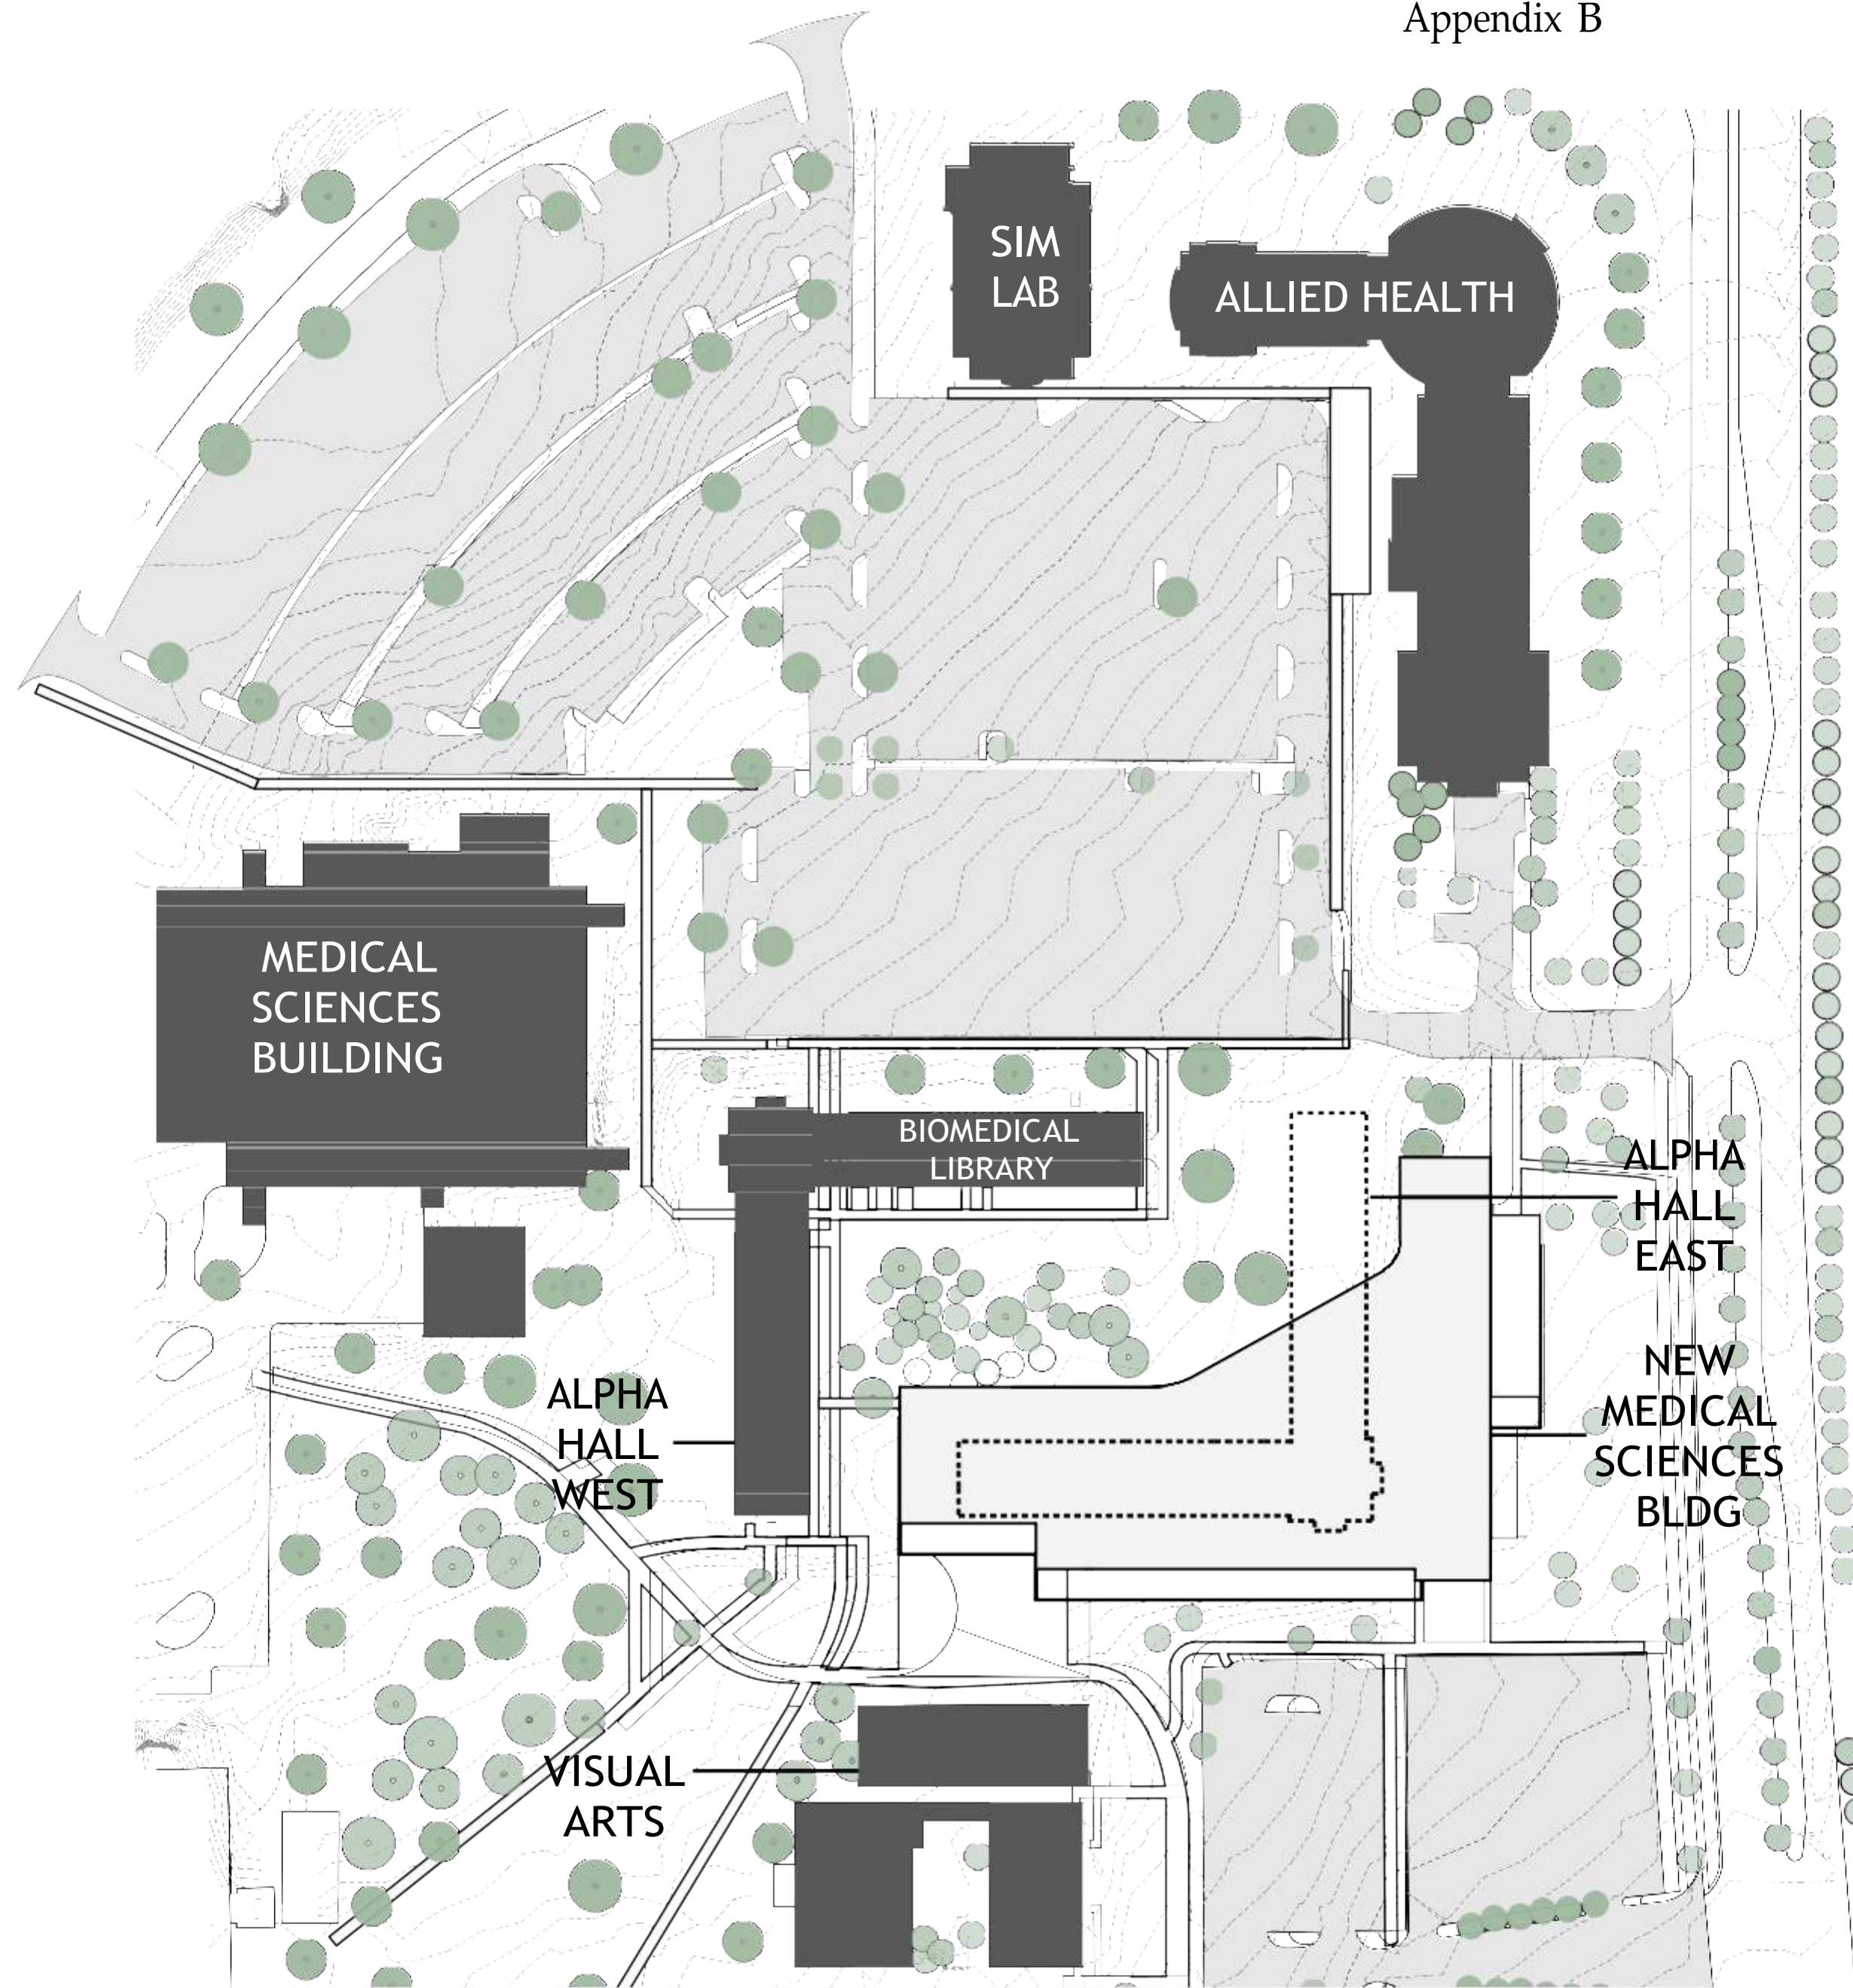 Appendix B
SIM
LAB
ALLIED HEALTH
MEDICAL
SCIENCES
BUILDING
BIOMEDICAL
LIBRARY
ALPHA
HALL
EAST
ALPHA
HALL
WEST
NEW
MEDICAL
SCIENCES
BLDG
VISUAL
ARTS